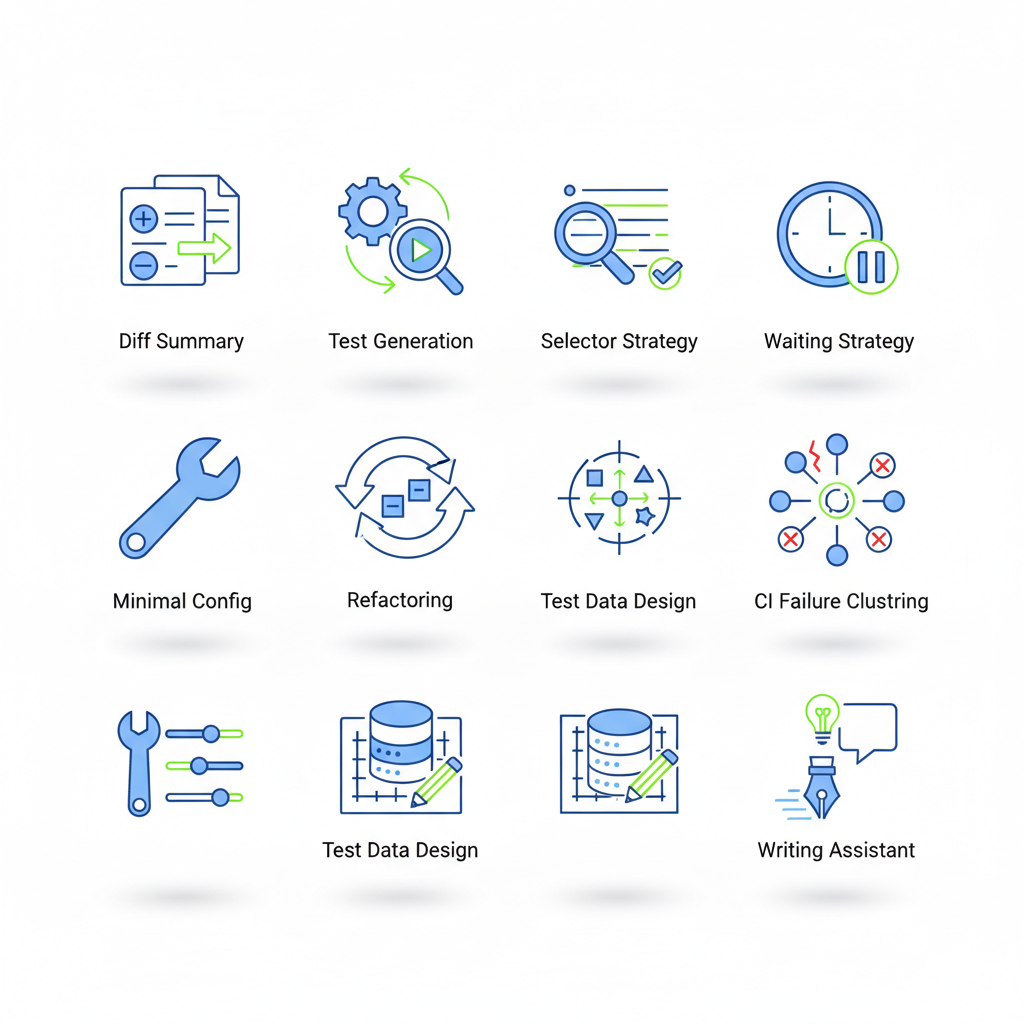 Diff Summary
Test Generation
Selector Strategy
Waiting Strategy
Minimal Config
Refactoring
Test Data Design
CI Failure Clustring
Test Data Design
Writing Assistant